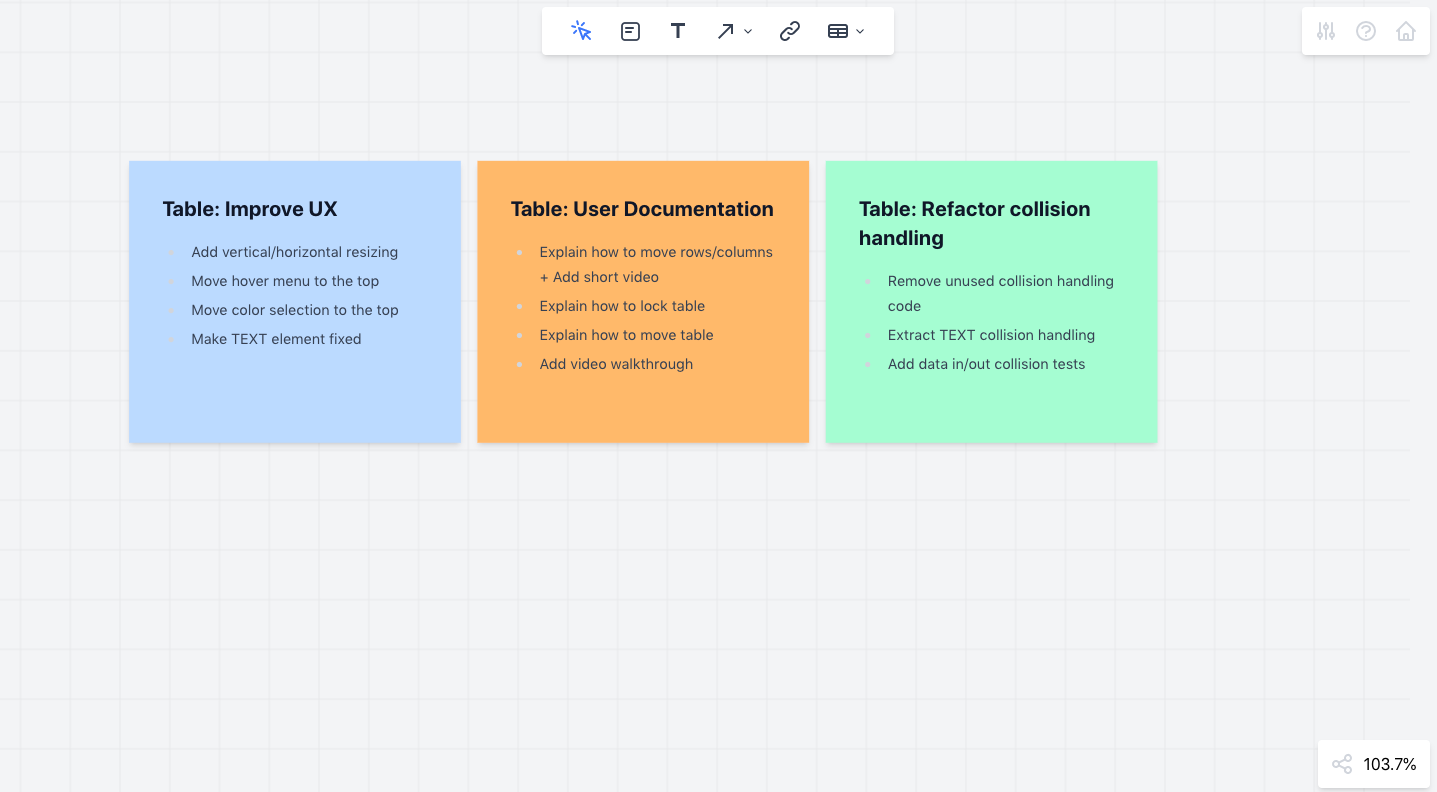 Table: Improve UX
Add vertical/horizontal resizing
Move hover menu to the top
Move color selection to the top
Make TEXT element fixed
Table: User Documentation
Explain how to move rows/columns
+ Add short video
Explain how to lock table
Explain how to move table
Add video walkthrough
Table: Refactor collision
handling
Remove unused collision handling
code
Extract TEXT collision handling
Add data in/out collision tests
103.7%